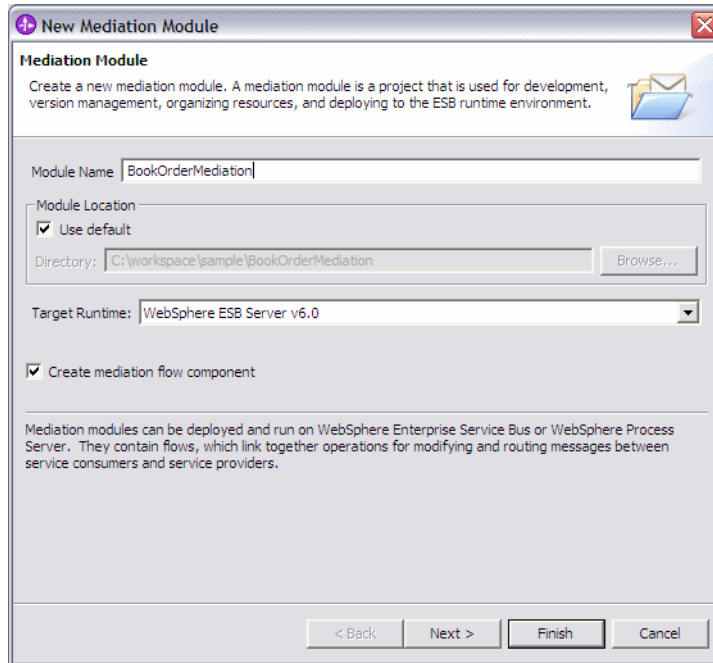 New Mediation Module
Mediation Module
Create a new mediation module. A mediation module is a project that is used for development,
version management, organizing resources, and deploying to the ESB runtime environment.
Module Name BookOrderMediation
Module Location
Use default
Directory: C:\workspace\sample\BookOrderMediation Browse...
Target Runtime: WebSphere ESB Server v6.0
Create mediation flow component
Mediation modules can be deployed and run on WebSphere Enterprise Service Bus or WebSphere Process
Server. They contain flows, which link together operations for modifying and routing messages between
service consumers and service providers.
< Back Next > Finish Cancel